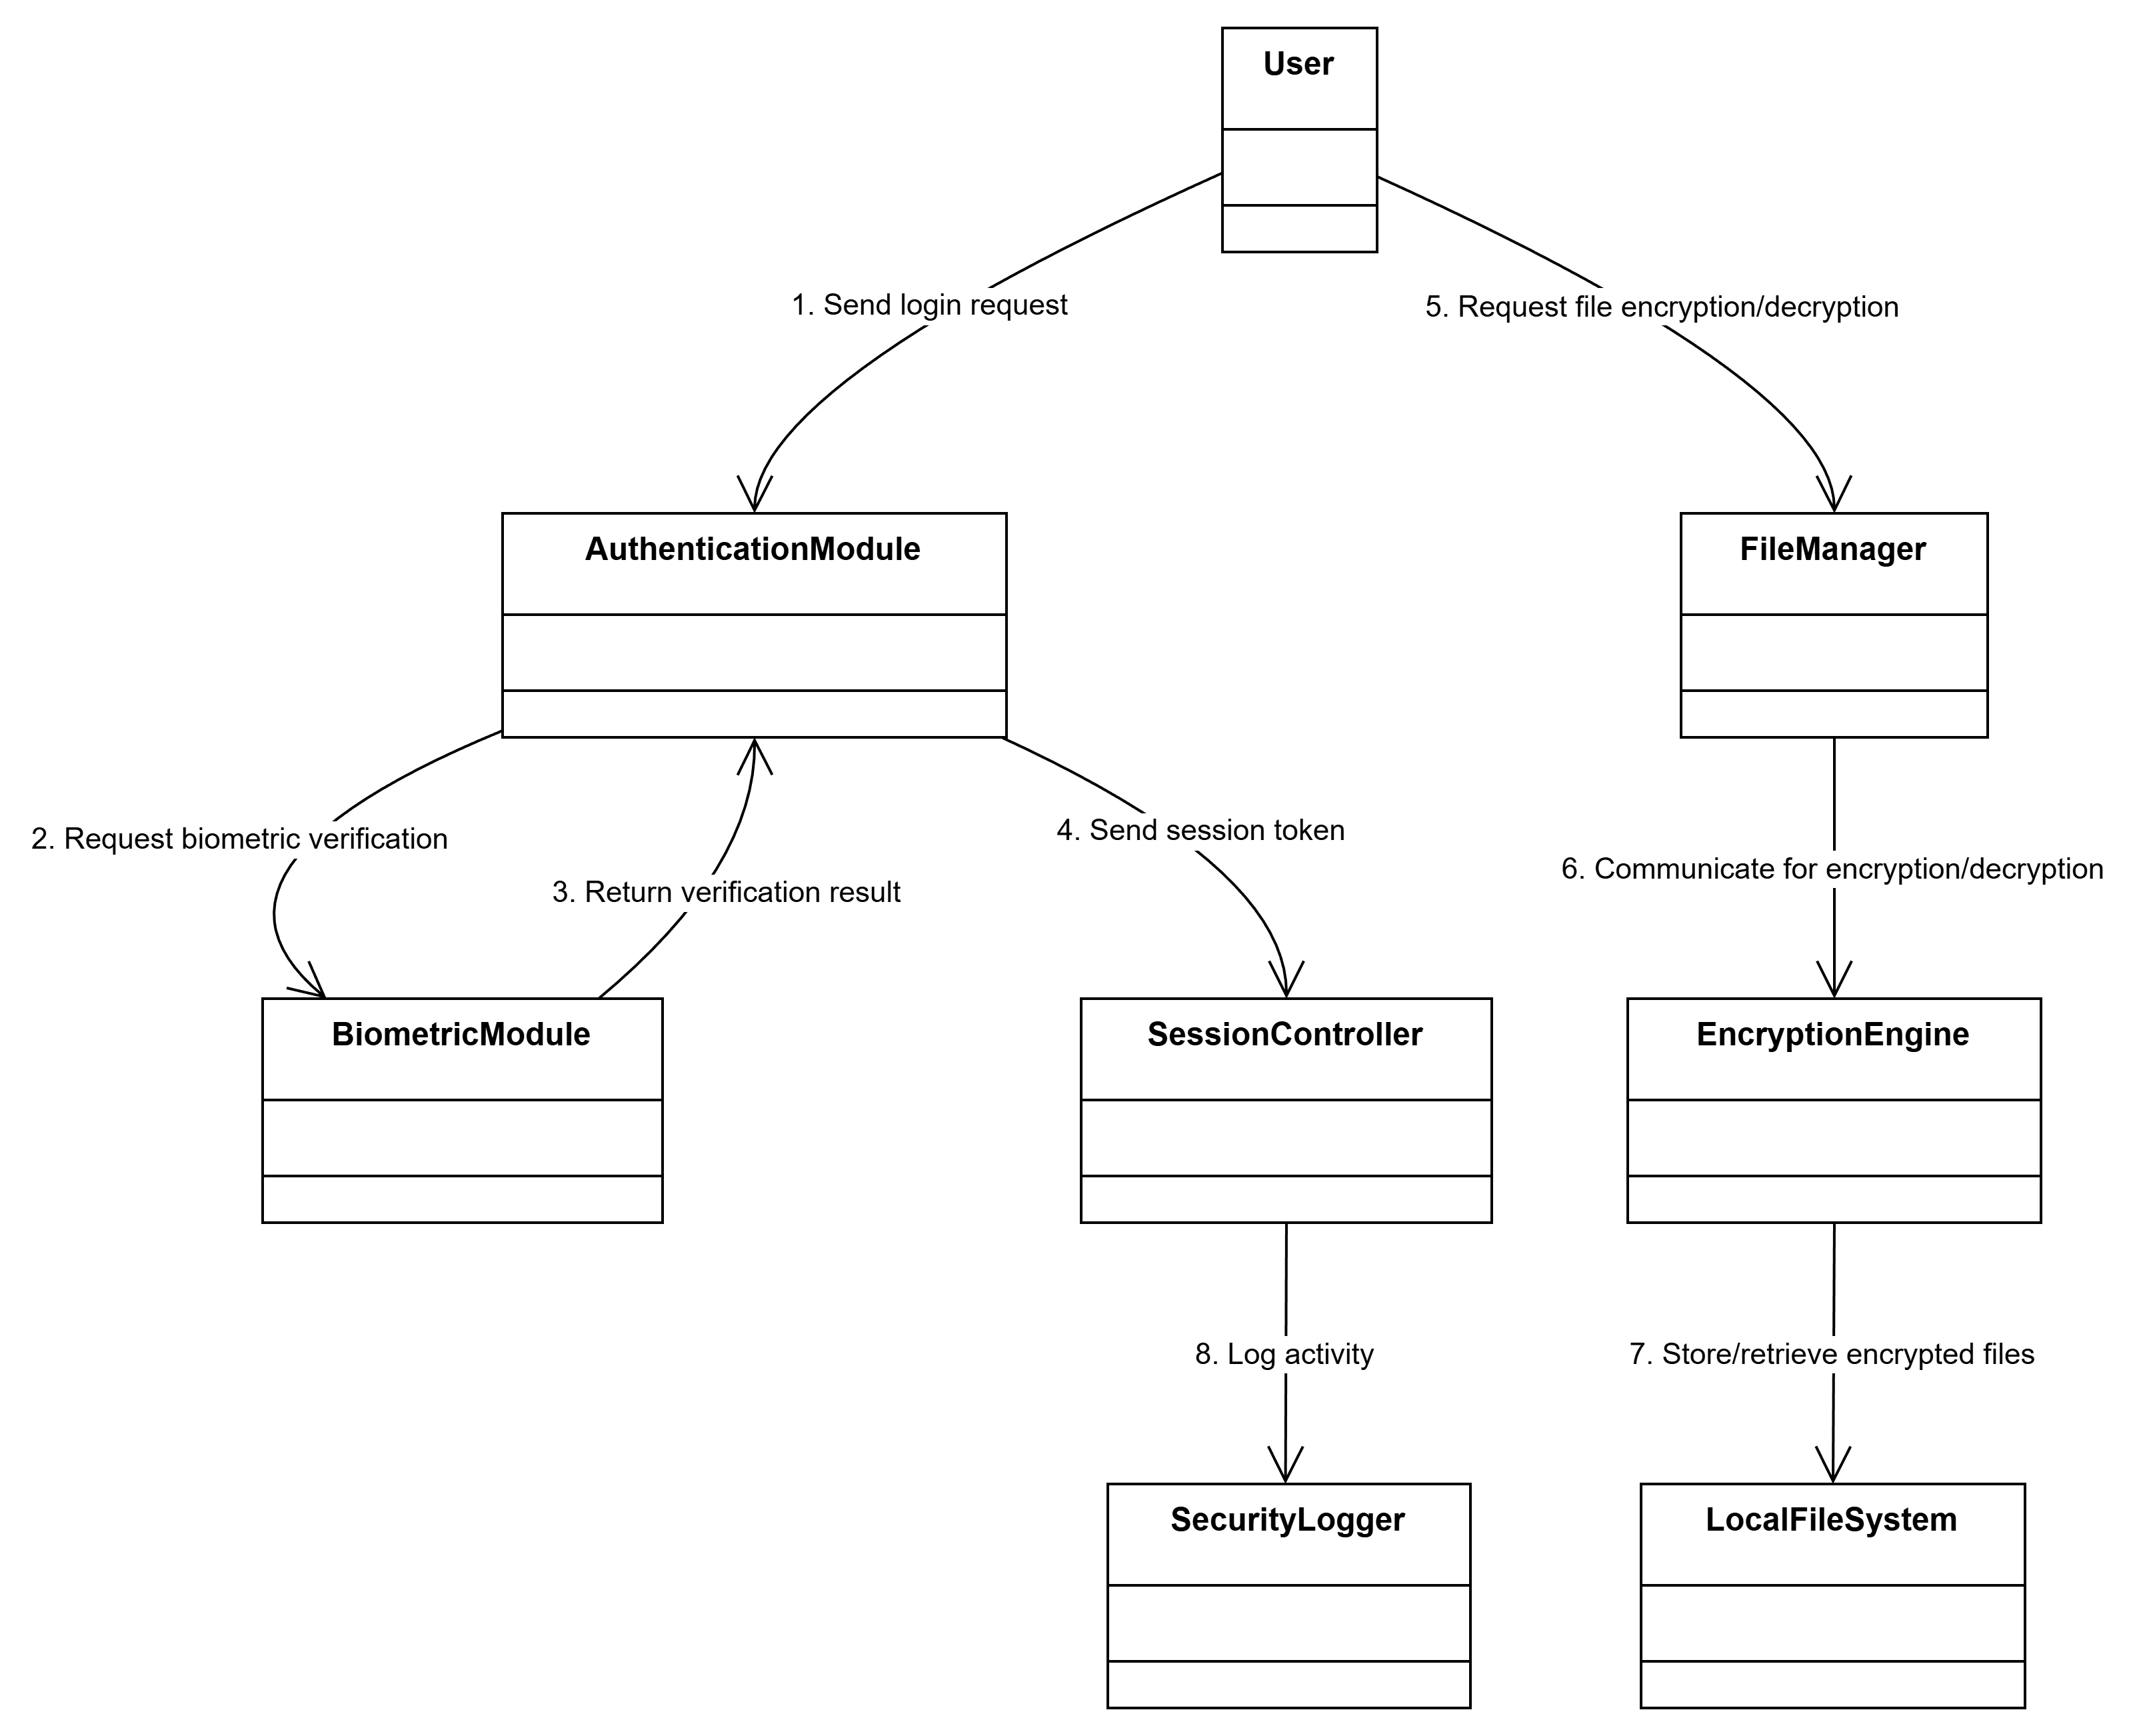 User
1. Send login request
5. Request file encryption/decryption
AuthenticationModule
FileManager
2. Request biometric verification
3. Return verification result
4. Send session token
6. Communicate for encryption/decryption
BiometricModule
SessionController
EncryptionEngine
8. Log activity
7. Store/retrieve encrypted files
SecurityLogger
LocalFileSystem